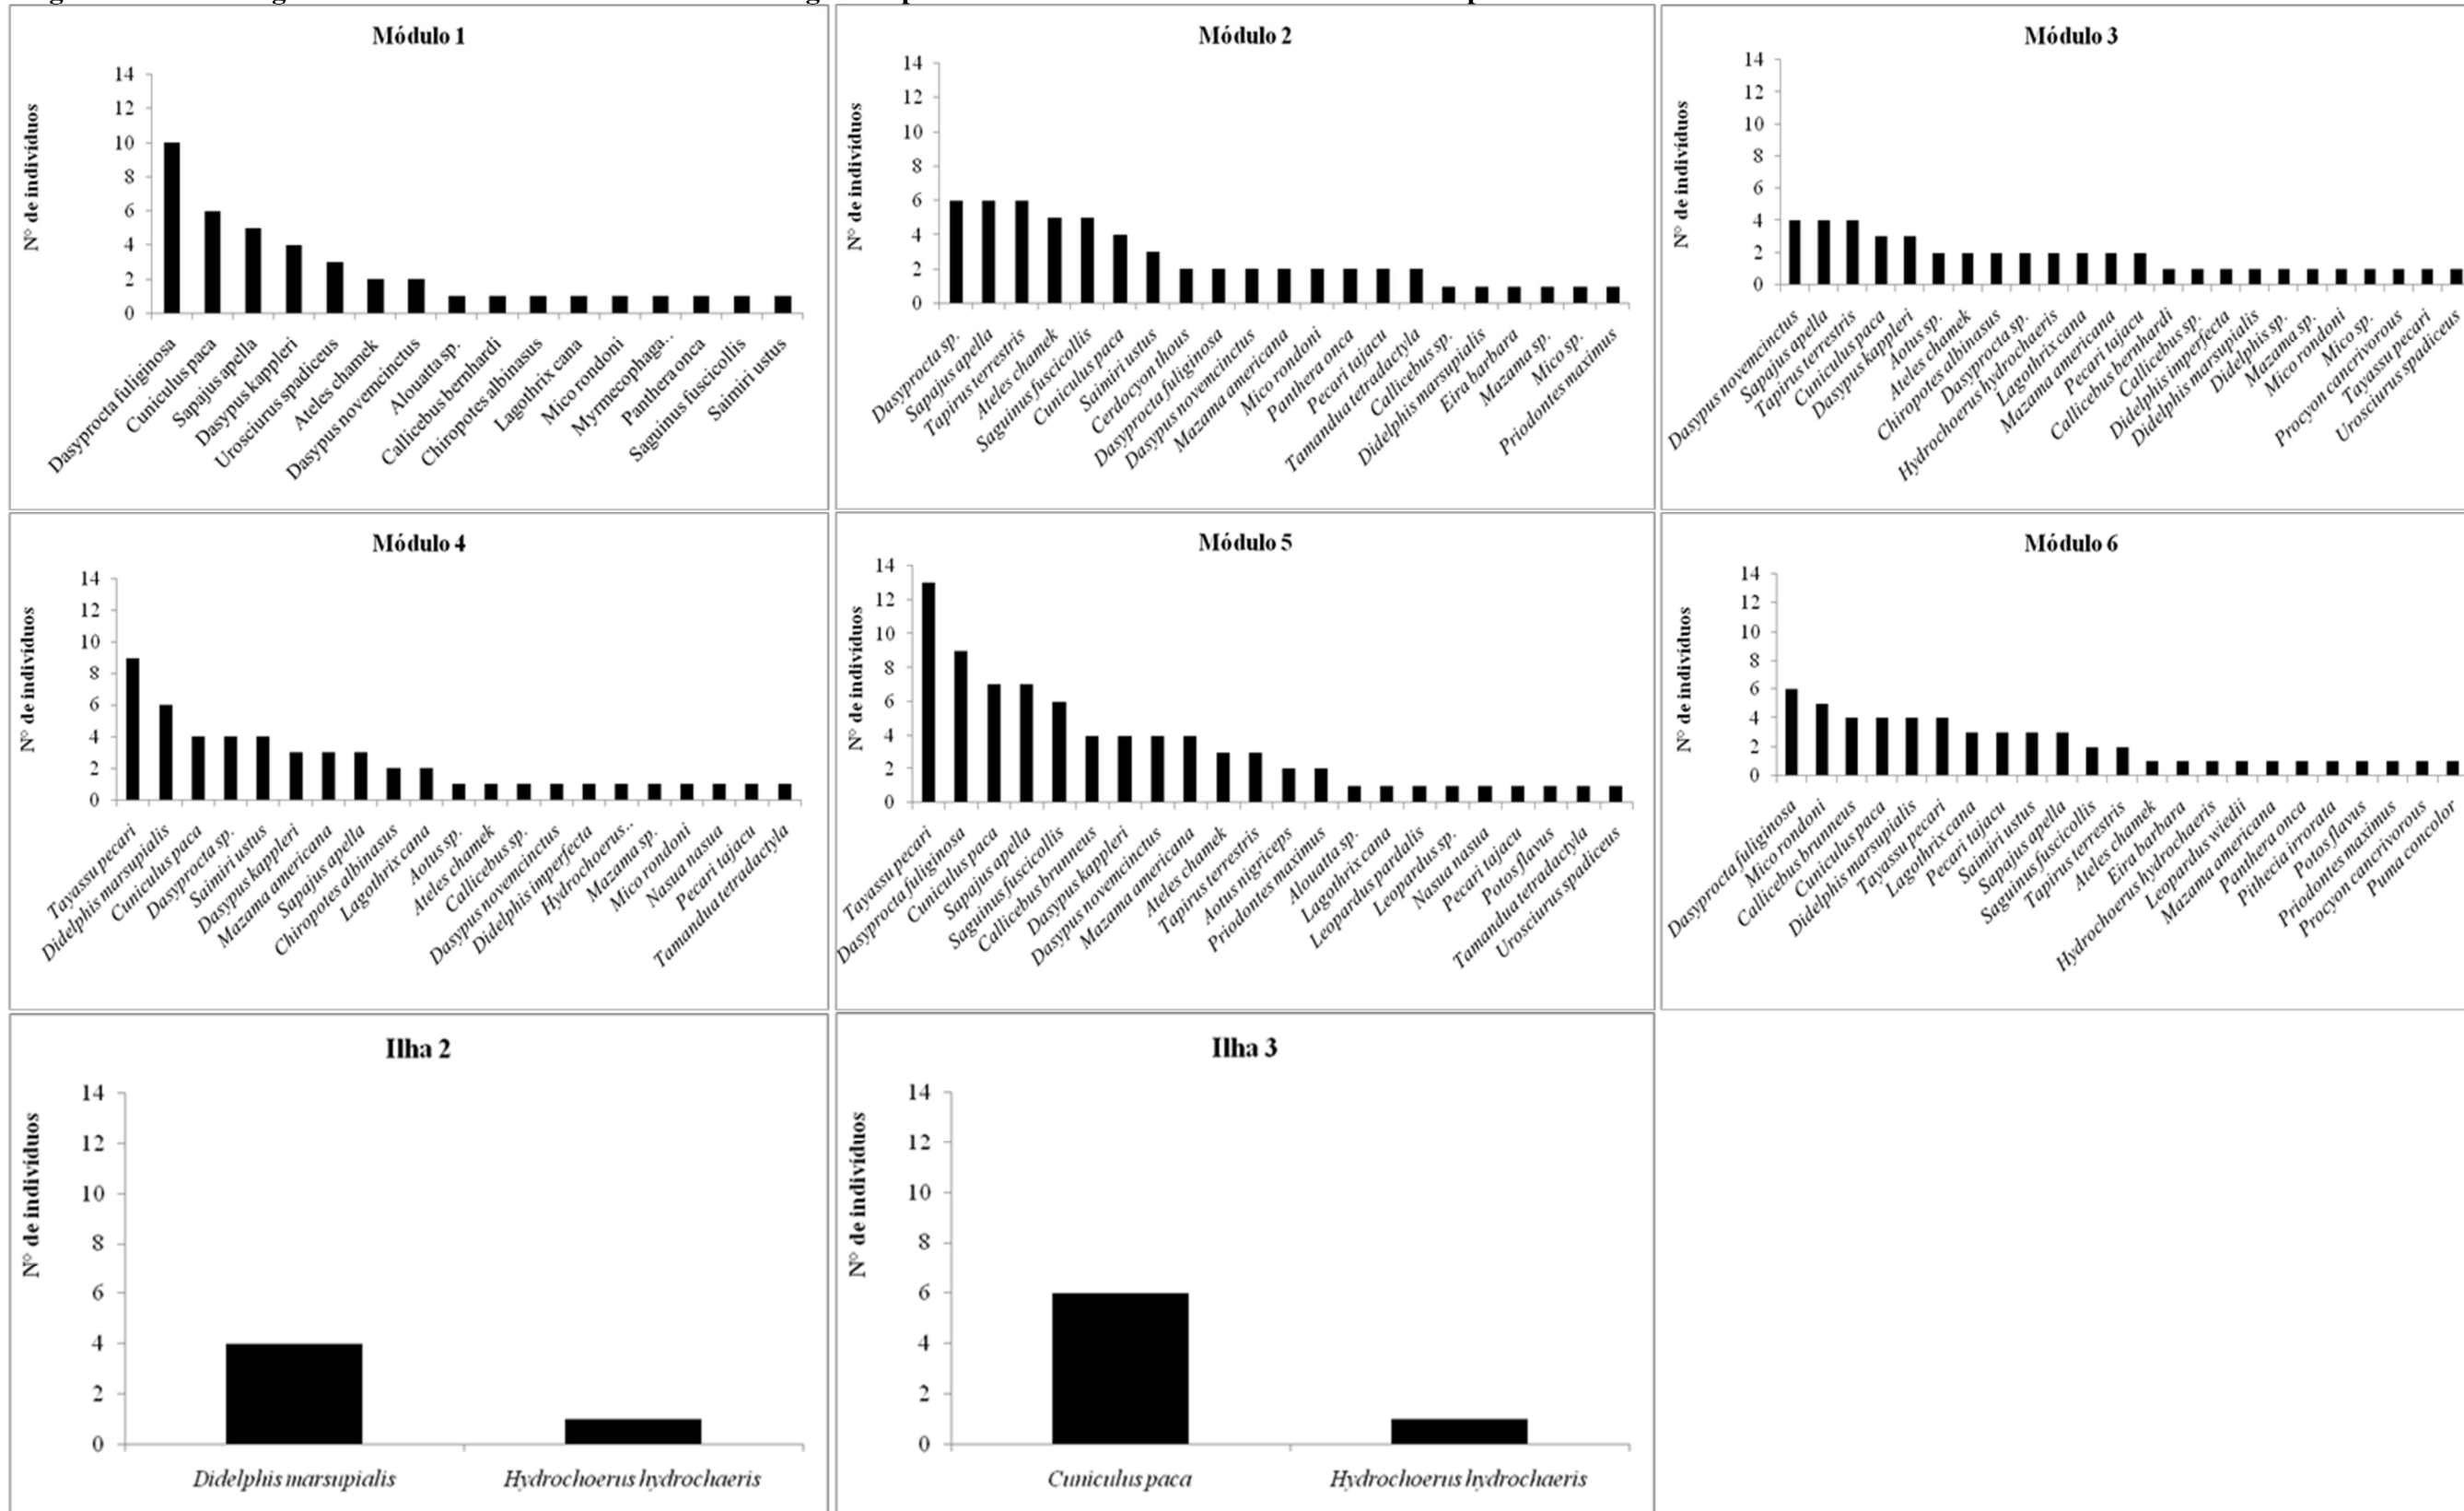 Módulo 1
N° de indivíduos
14
12
10
8
6
4
2
0
Dasyprocta fuliginosa
Cuniculus paca
Sapajus apella
Dasypus kappleri
Urosciurus spadiceus
Ateles chamek
Dasypus novemcinctus
Alouatta sp.
Callicebus bernhardi
Chiropotes albinasus
Lagothrix cana
Mico rondoni
Myrmecophaga..
Panthera onca
Saguinus fuscicollis
Saimiri ustus
Módulo 2
N° de indivíduos
14
12
10
8
6
4
2
0
Dasyprocta sp.
Sapajus apella
Tapirus terrestris
Ateles chamek
Saguinus fuscicollis
Cuniculus paca
Saimiri ustus
Cerdocyon thous
Dasyprocta fuliginosa
Dasypus novemcinctus
Mazama americana
Mico rondoni
Panthera onca
Pecari tajacu
Tamandua tetradactyla
Callicebus sp.
Didelphis marsupialis
Eira barbara
Mazama sp.
Mico sp.
Priodontes maximus
Módulo 3
N° de indivíduos
14
12
10
8
6
4
2
0
Dasypus novemcinctus
Sapajus apella
Tapirus terrestris
Cuniculus paca
Dasypus kappleri
Aotus sp.
Ateles chamek
Chiropotes albinasus
Dasyprocta sp.
Hydrochoerus hydrochaeris
Lagothrix cana
Mazama americana
Pecari tajacu
Callicebus bernhardi
Callicebus sp.
Didelphis imperfecta
Didelphis marsupialis
Didelphis sp.
Mazama sp.
Mico rondoni
Mico sp.
Procyon cancrivorous
Tayassu pecari
Urosciurus spadiceus
Módulo 4
N° de indivíduos
14
12
10
8
6
4
2
0
Tayassu pecari
Didelphis marsupialis
Cuniculus paca
Dasyprocta sp.
Saimiri ustus
Dasypus kappleri
Mazama americana
Sapajus apella
Chiropotes albinasus
Lagothrix cana
Aotus sp.
Ateles chamek
Callicebus sp.
Dasypus novemcinctus
Didelphis imperfecta
Hydrochoerus..
Mazama sp.
Mico rondoni
Nasua nasua
Pecari tajacu
Tamandua tetradactyla
Módulo 5
N° de indivíduos
14
12
10
8
6
4
2
0
Tayassu pecari
Dasyprocta fuliginosa
Cuniculus paca
Sapajus apella
Saguinus fuscicollis
Callicebus brunneus
Dasypus kappleri
Dasypus novemcinctus
Mazama americana
Ateles chamek
Tapirus terrestris
Aotus nigriceps
Priodontes maximus
Alouatta sp.
Lagothrix cana
Leopardus pardalis
Leopardus sp.
Nasua nasua
Pecari tajacu
Potos flavus
Tamandua tetradactyla
Urosciurus spadiceus
Módulo 6
N° de indivíduos
14
12
10
8
6
4
2
0
Dasyprocta fuliginosa
Mico rondoni
Callicebus brunneus
Cuniculus paca
Didelphis marsupialis
Tayassu pecari
Lagothrix cana
Pecari tajacu
Saimiri ustus
Sapajus apella
Saguinus fuscicollis
Tapirus terrestris
Ateles chamek
Eira barbara
Hydrochoerus hydrochaeris
Leopardus wiedii
Mazama americana
Panthera onca
Pithecia irrorata
Potos flavus
Priodontes maximus
Procyon cancrivorous
Puma concolor
Ilha 2
N° de indivíduos
14
12
10
8
6
4
2
0
Didelphis marsupialis
Hydrochoerus hydrochaeris
Ilha 3
N° de indivíduos
14
12
10
8
6
4
2
0
Cuniculus paca
Hydrochoerus hydrochaeris